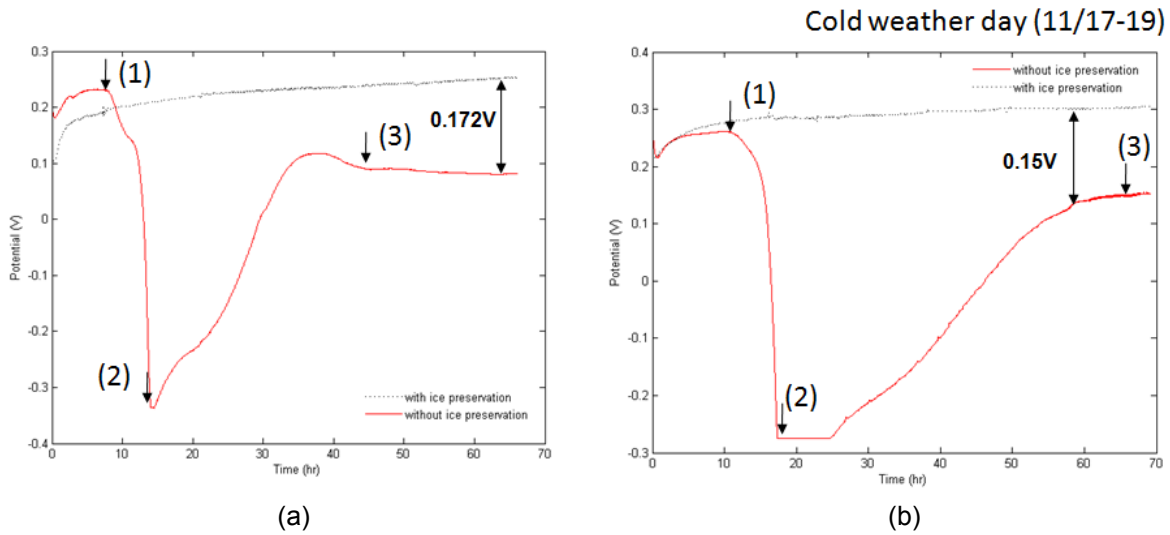 Cold weather day (11/17-19)
0.3
0.2
0.1
0
-0.1
-0.2
-0.3
-0.4
Potential (V)
(1)
(2)
(3)
0.172V
with ice preservation
without ice preservation
0 10 20 30 40 50 60 70
Time (hr)
(a)
0.4
0.3
0.2
0.1
0
-0.1
-0.2
-0.3
Potential (V)
without ice preservation
with ice preservation
(1)
(2)
0.15V
(3)
0 10 20 30 40 50 60 70
Time (hr)
(b)